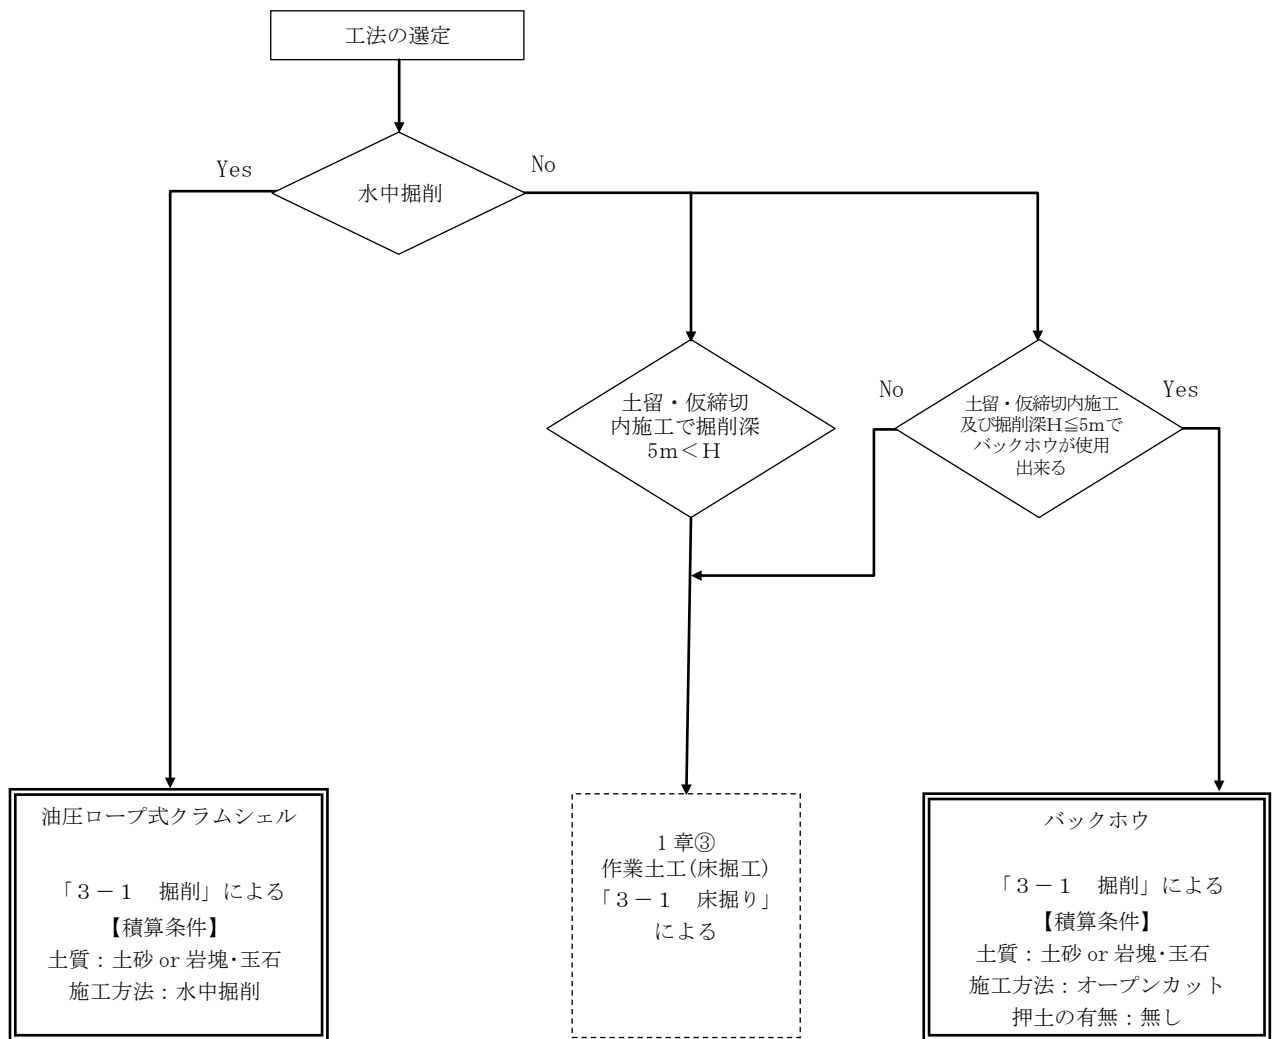 工法の選定
Yes
No
水中掘削
土留・仮締切
内施工で掘削深
5m＜H
No
Yes
土留・仮締切内施工
及び掘削深H≦5mで
バックホウが使用
出来る
油圧ロープ式クラムシェル
「3－1　掘削」による
【積算条件】
土質：土砂 or 岩塊・玉石
施工方法：水中掘削
1章③
作業土工(床掘工)
「3－1　床掘り」
による
バックホウ
「3－1　掘削」による
【積算条件】
土質：土砂 or 岩塊・玉石
施工方法：オープンカット
押土の有無：無し